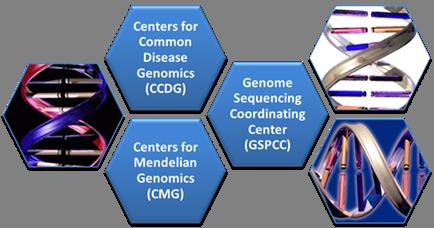 Centers for
Common
Disease
Genomics
(CCDG)
Genome
Sequencing
Coordinating
Center
(GSPCC)
Centers for
Mendelian
Genomics
(CMG)